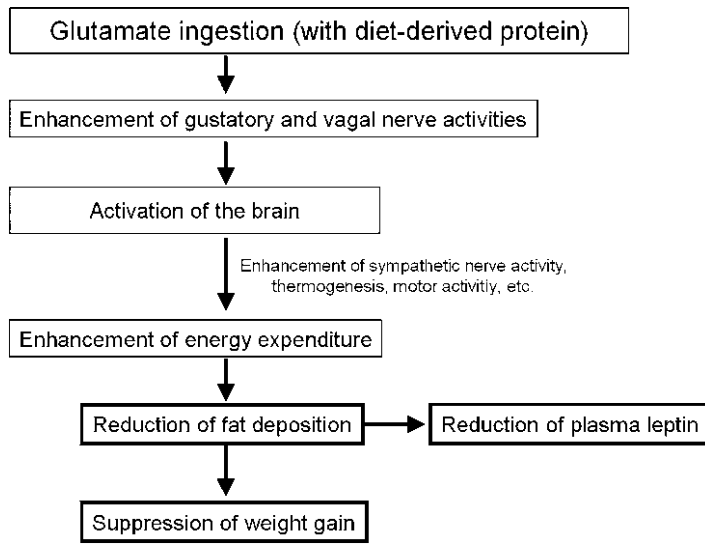 Glutamate ingestion (with diet-derived protein)
Enhancement of gustatory and vagal nerve activities
Activation of the brain
Enhancement of sympathetic nerve activity,
thermogenesis, motor activitiy, etc.
Enhancement of energy expenditure
Reduction of fat deposition
Reduction of plasma leptin
Suppression of weight gain